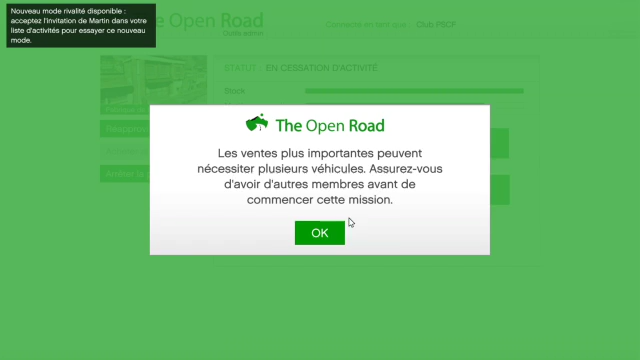 Nouveau mode rivalité disponible :
acceptez l'invitation de Martin dans votre
liste d'activités pour essayer ce nouveau
mode.
The Open Road
Connecté en tant que Club PSOF
STATUT : EN CESSATION D'ACTIVITÉ
Stock
The Open Road
Les ventes plus importantes peuvent
nécessiter plusieurs véhicules. Assurez-vous
d'avoir d'autres membres avant de
commencer cette mission.
OK